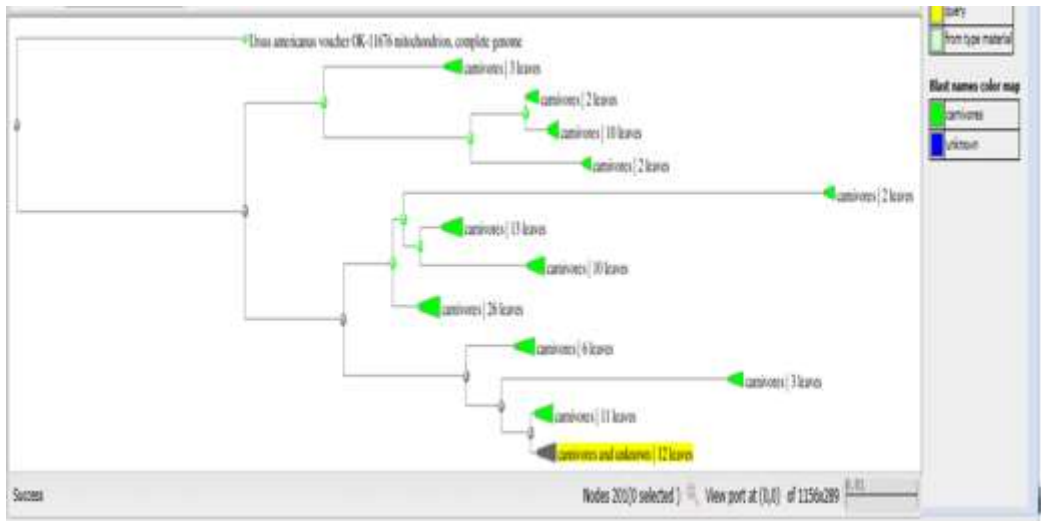 Ursus americanus voucher OK-11676 mitochondrion, complete genome
carnivores | 3 leaves
carnivores | 2 leaves
carnivores | 10 leaves
carnivores | 2 leaves
carnivores | 2 leaves
carnivores | 13 leaves
carnivores | 10 leaves
carnivores | 26 leaves
carnivores | 6 leaves
carnivores | 3 leaves
carnivores | 11 leaves
carnivores and unknown | 12 leaves
query
from type material
Blast names color map
carnivores
unknown
Success
Nodes 201(0 selected) View port at (0,0) of 1156x289
0.01